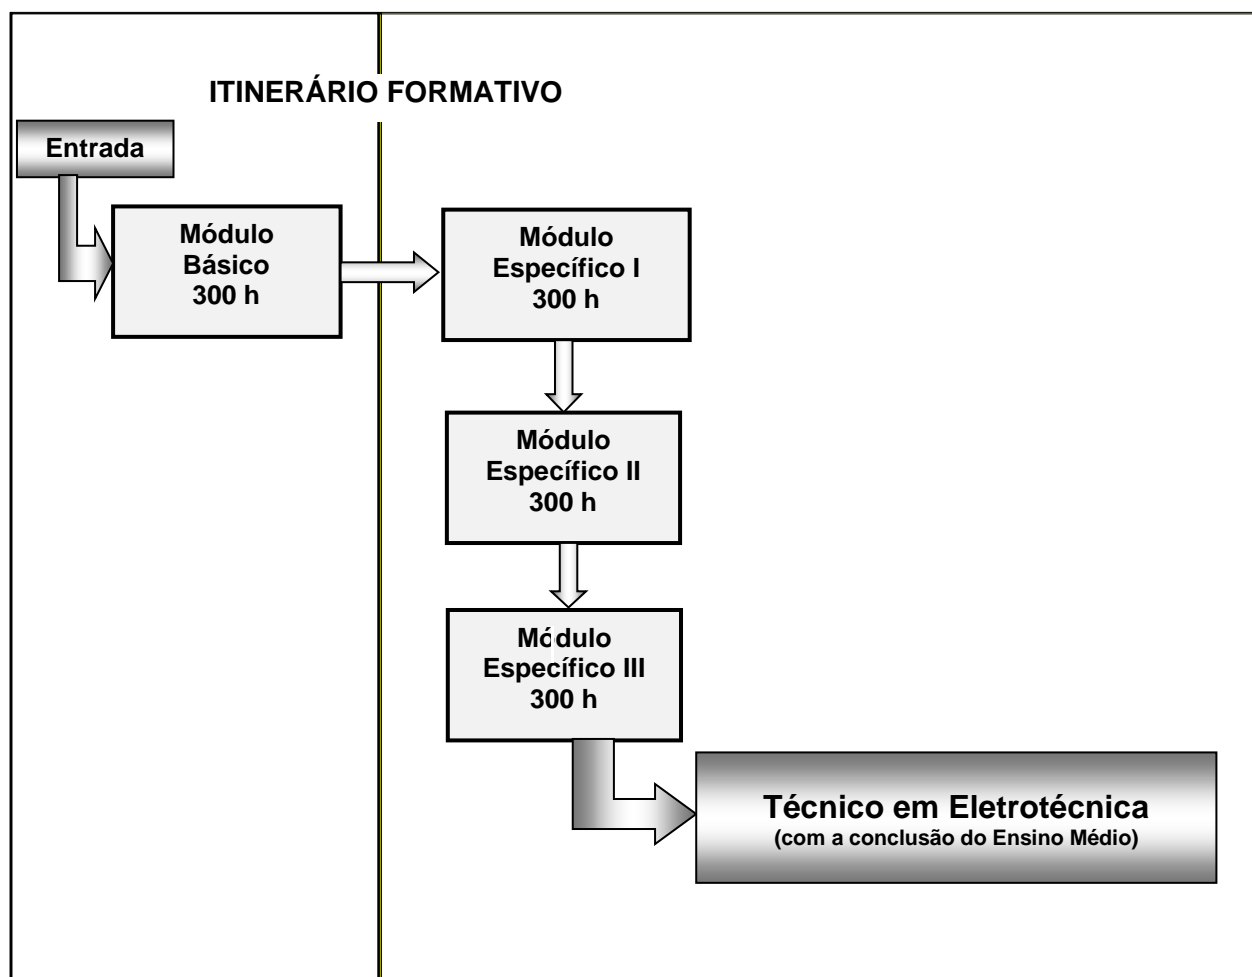 ITINERÁRIO FORMATIVO
Entrada
Módulo
Básico
300 h
Módulo
Específico I
300 h
Módulo
Específico II
300 h
Módulo
Específico III
300 h
Técnico em Eletrotécnica
(com a conclusão do Ensino Médio)